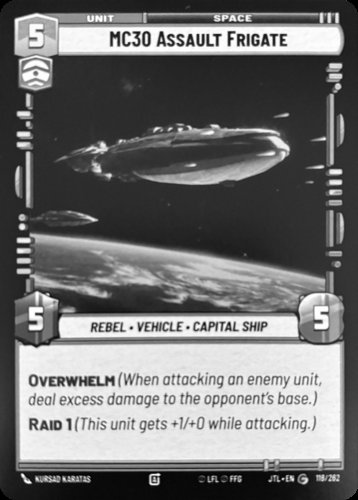 UNIT SPACE
5 MC30 ASSAULT FRIGATE
5 5
REBEL • VEHICLE • CAPITAL SHIP
OVERWHELM (When attacking an enemy unit,
deal excess damage to the opponent's base.)
RAID 1 (This unit gets +1/+0 while attacking.)
KURSAD KARATAS © LFL © FFG JTL • EN G 118/262